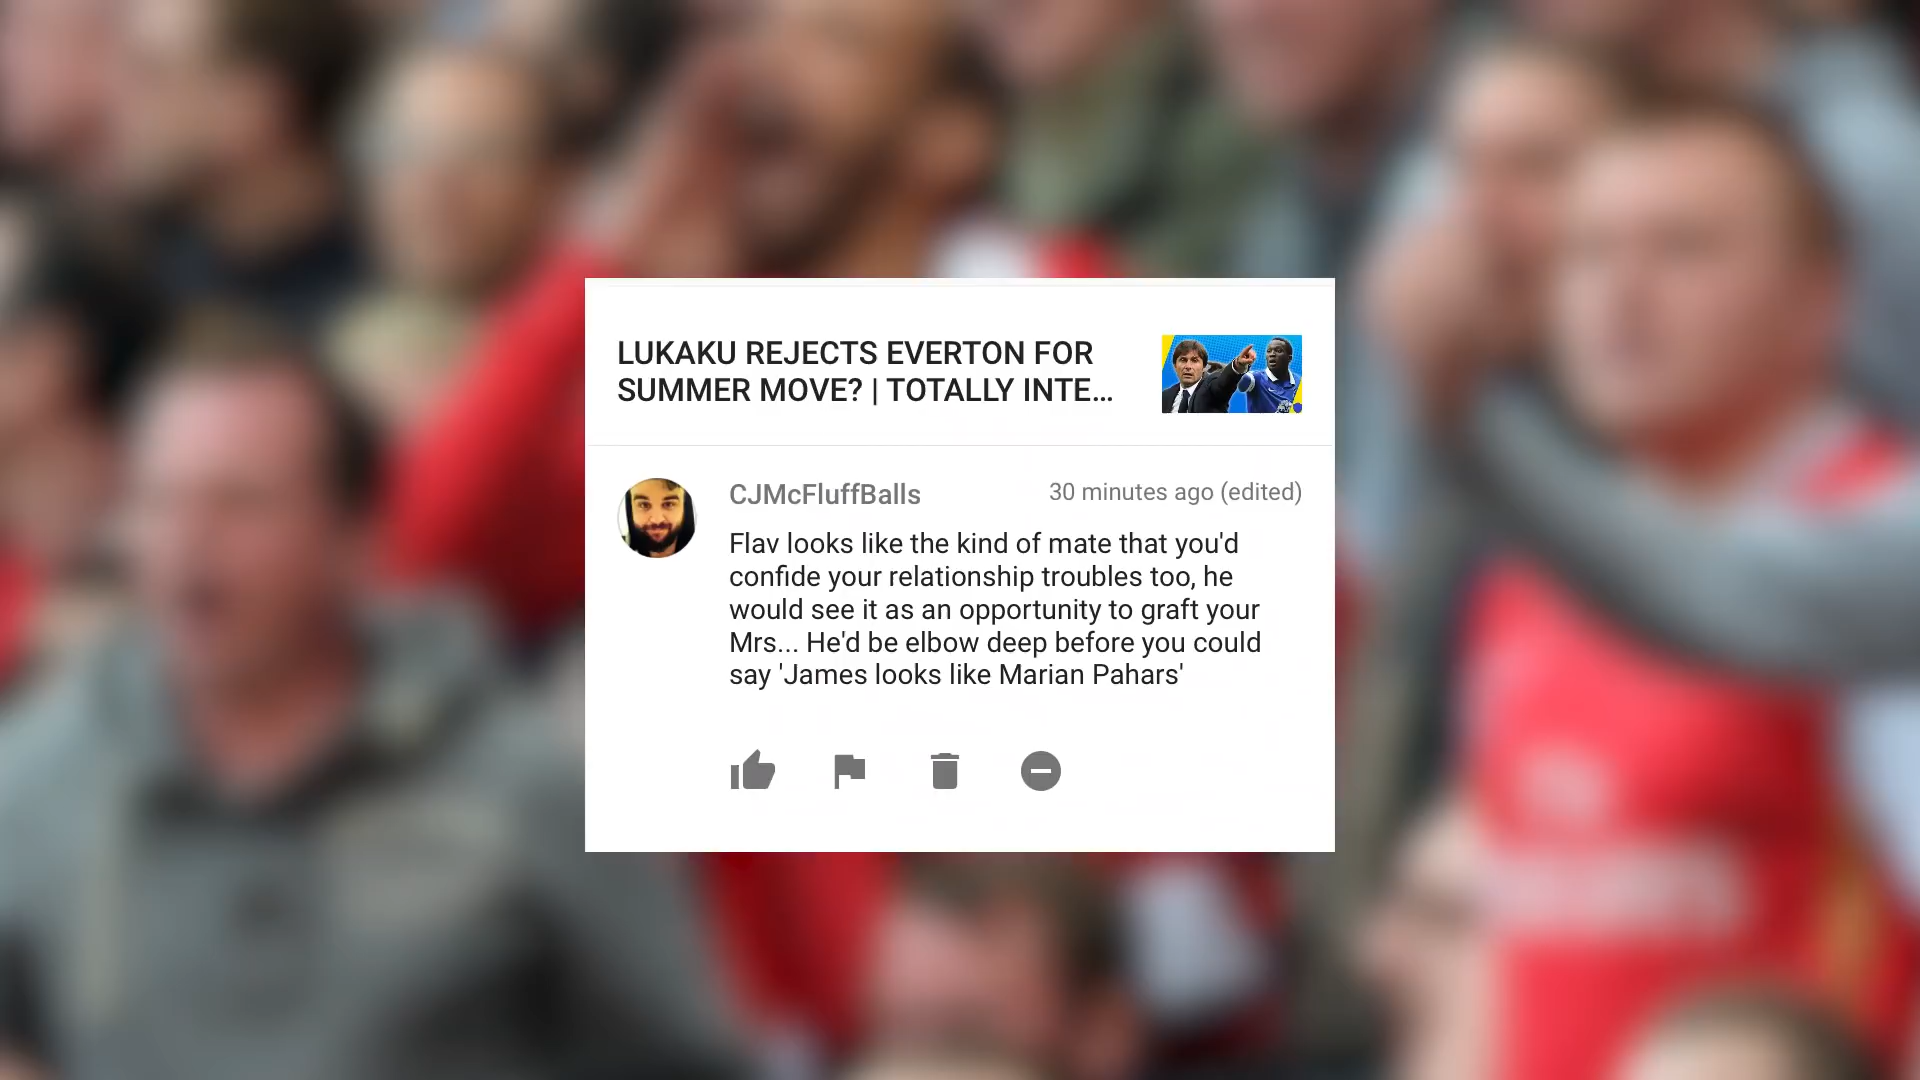 LUKAKU REJECTS EVERTON FOR
SUMMER MOVE? | TOTALLY INTE...
CJMcFluffBalls
30 minutes ago (edited)
Flav looks like the kind of mate that you'd
confide your relationship troubles too, he
would see it as an opportunity to graft your
Mrs... He'd be elbow deep before you could
say 'James looks like Marian Pahars'